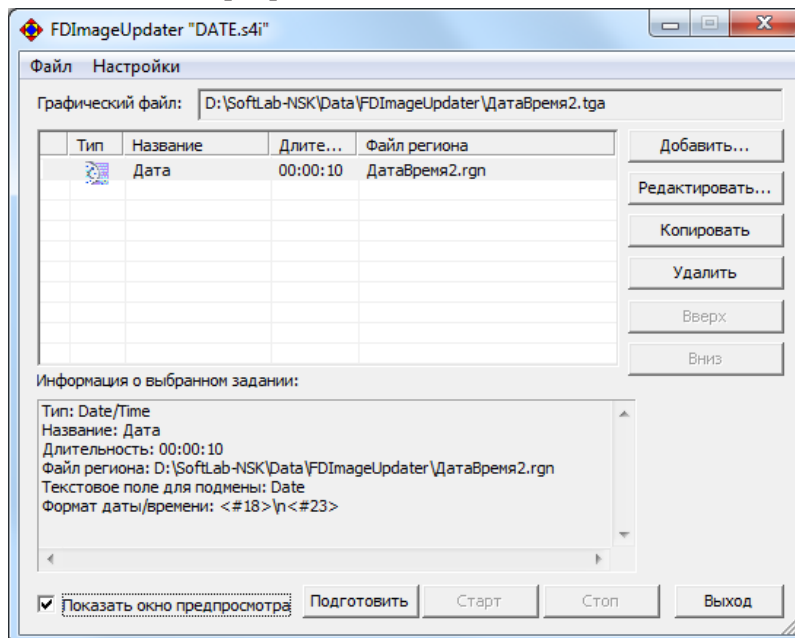 FDImageUpdater "DATE.s4i"
Файл Настройки
Графический файл: D:\SoftLab-NSK\Data\FDImageUpdater\ДатаВремя2.tga
Тип Название Длите... Файл региона
Дата 00:00:10 ДатаВремя2.rgn
Добавить...
Редактировать...
Копировать
Удалить
Вверх
Вниз
Информация о выбранном задании:
Тип: Date/Time
Название: Дата
Длительность: 00:00:10
Файл региона: D:\SoftLab-NSK\Data\FDImageUpdater\ДатаВремя2.rgn
Текстовое поле для подмены: Date
Формат даты/времени: <#18>\n<#23>
Показать окно предпросмотра Подготовить Старт Стоп Выход